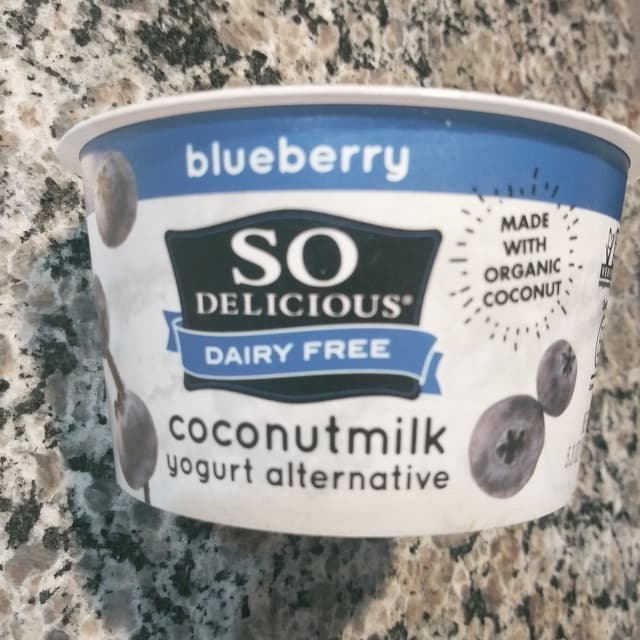 blueberry
SO
DELICIOUS®
DAIRY FREE
coconutmilk
yogurt alternative
MADE
WITH
ORGANIC
COCONUT